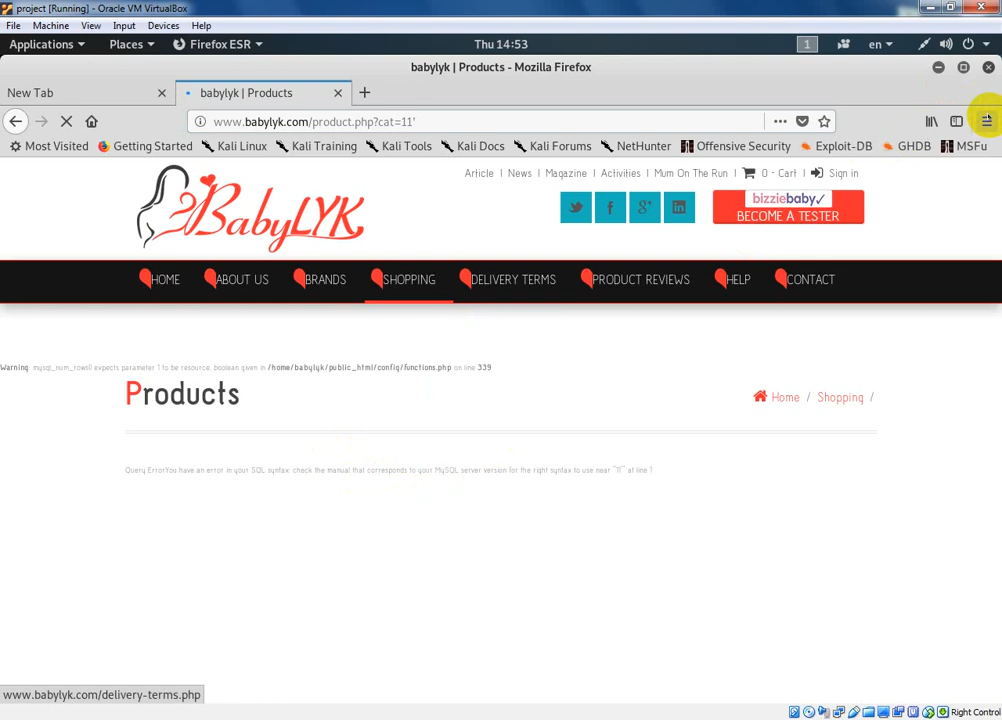 project [Running] - Oracle VM VirtualBox
File Machine View Input Devices Help
Applications Places Firefox ESR Thu 14:53 1 en
babylyk | Products - Mozilla Firefox
New Tab babylyk | Products
www.babylyk.com/product.php?cat=11'
Most Visited Getting Started Kali Linux Kali Training Kali Tools Kali Docs Kali Forums NetHunter Offensive Security Exploit-DB GHDB MSFu
Article | News | Magazine | Activities | Mum On The Run | 0 - Cart Sign in
BabyLYK
bizziebaby
BECOME A TESTER
HOME ABOUT US BRANDS SHOPPING DELIVERY TERMS PRODUCT REVIEWS HELP CONTACT
Warning: mysql_num_rows() expects parameter 1 to be resource, boolean given in /home/babylyk/public_html/config/functions.php on line 339
Products
Home / Shopping /
Query ErrorYou have an error in your SQL syntax; check the manual that corresponds to your MySQL server version for the right syntax to use near ''11''' at line 1
www.babylyk.com/delivery-terms.php
Right Control